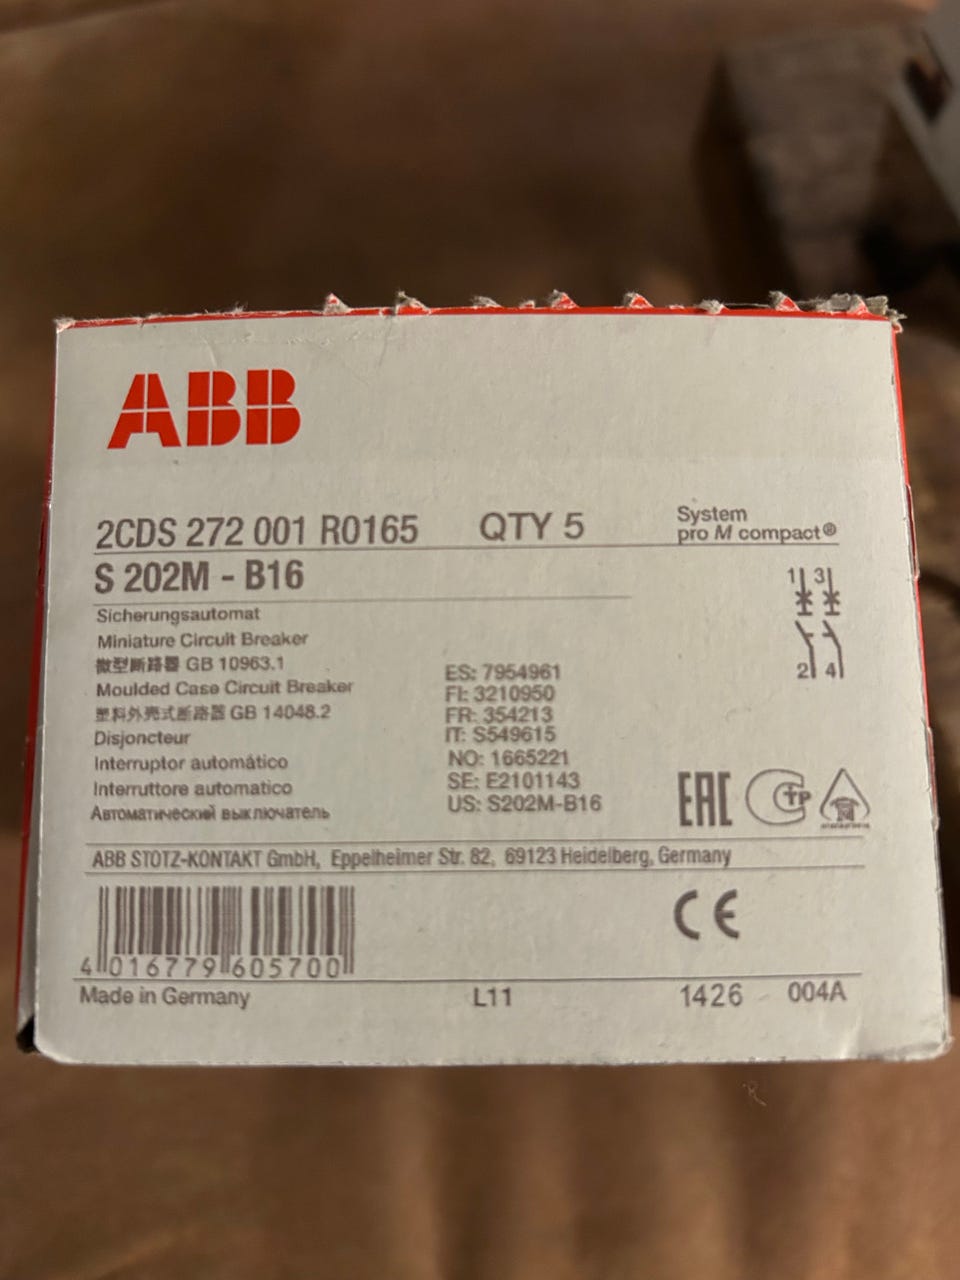 ABB
2CDS 272 001 R0165 QTY 5 System pro M compact®
S 202M - B16
1 3
2 4
Sicherungsautomat
Miniature Circuit Breaker
微型断路器 GB 10963.1
Moulded Case Circuit Breaker
塑料外壳式断路器 GB 14048.2
Disjoncteur
Interruptor automático
Interruttore automatico
Автоматический выключатель
ES: 7954961
FI: 3210950
FR: 354213
IT: S549615
NO: 1665221
SE: E2101143
US: S202M-B16
EAC
ABB STOTZ-KONTAKT GmbH, Eppelheimer Str. 82, 69123 Heidelberg, Germany
CE
4 016779 605700
Made in Germany L11 1426 004A